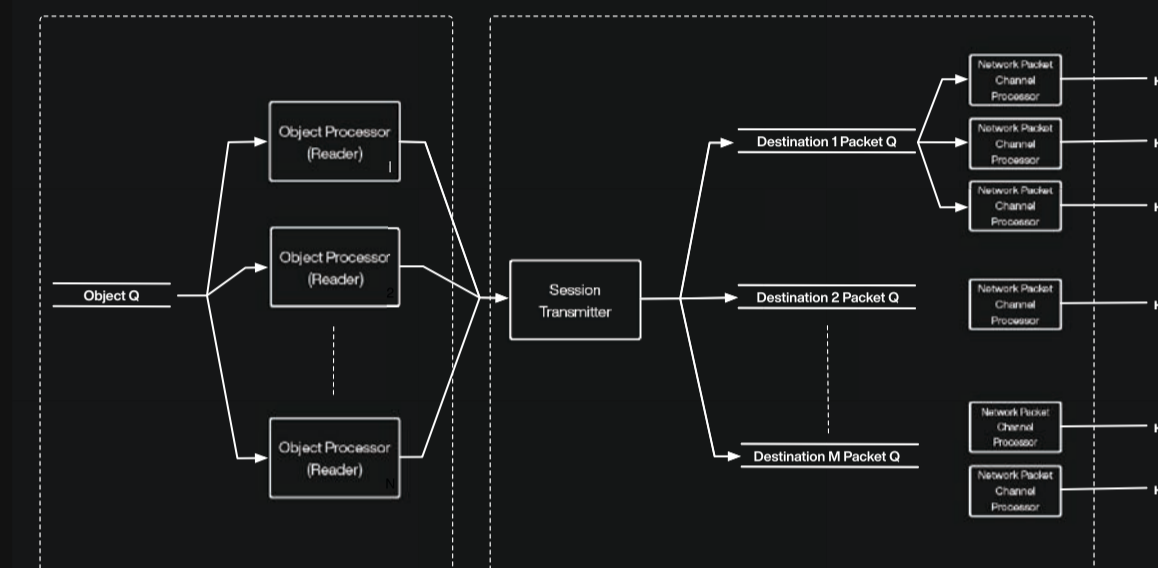 Object Q
Object Processor
(Reader)
1
Object Processor
(Reader)
2
Object Processor
(Reader)
N
Session
Transmitter
Destination 1 Packet Q
Destination 2 Packet Q
Destination M Packet Q
Network Packet
Channel
Processor
Network Packet
Channel
Processor
Network Packet
Channel
Processor
Network Packet
Channel
Processor
Network Packet
Channel
Processor
Network Packet
Channel
Processor